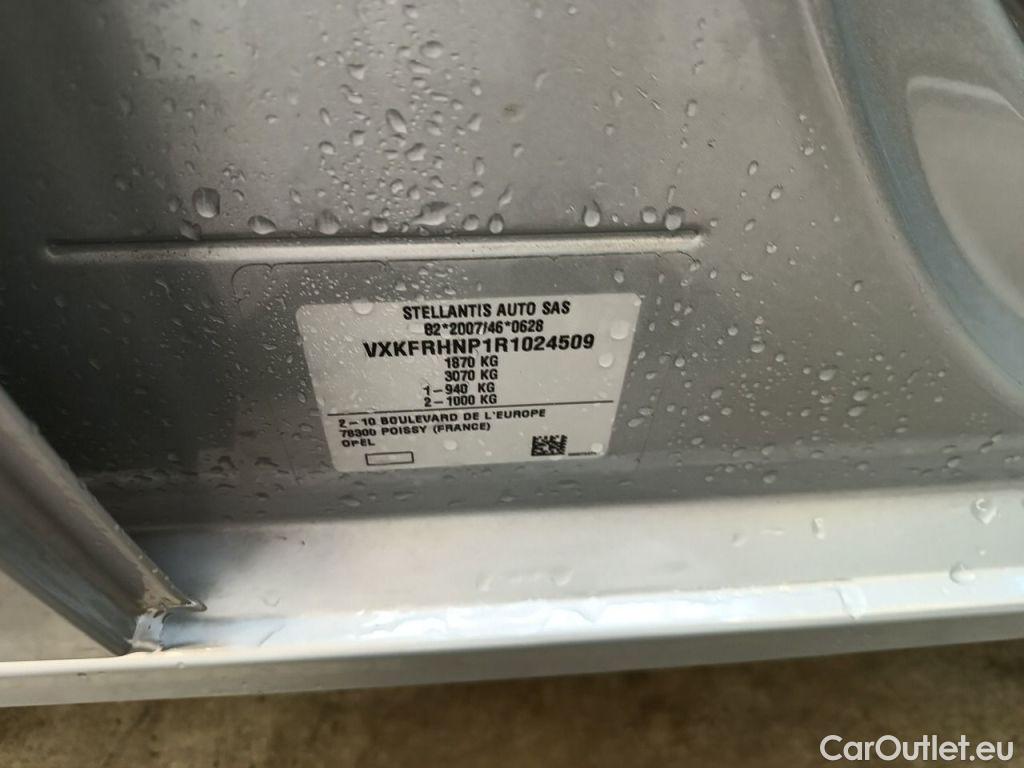 STELLANTIS AUTO SAS
B2*2007/46*0628
VXKFRHNP1R1024509
1870 KG
3070 KG
1-940 KG
2-1000 KG
2-10 BOULEVARD DE L'EUROPE
78300 POISSY (FRANCE)
OPEL
CarOutlet.eu